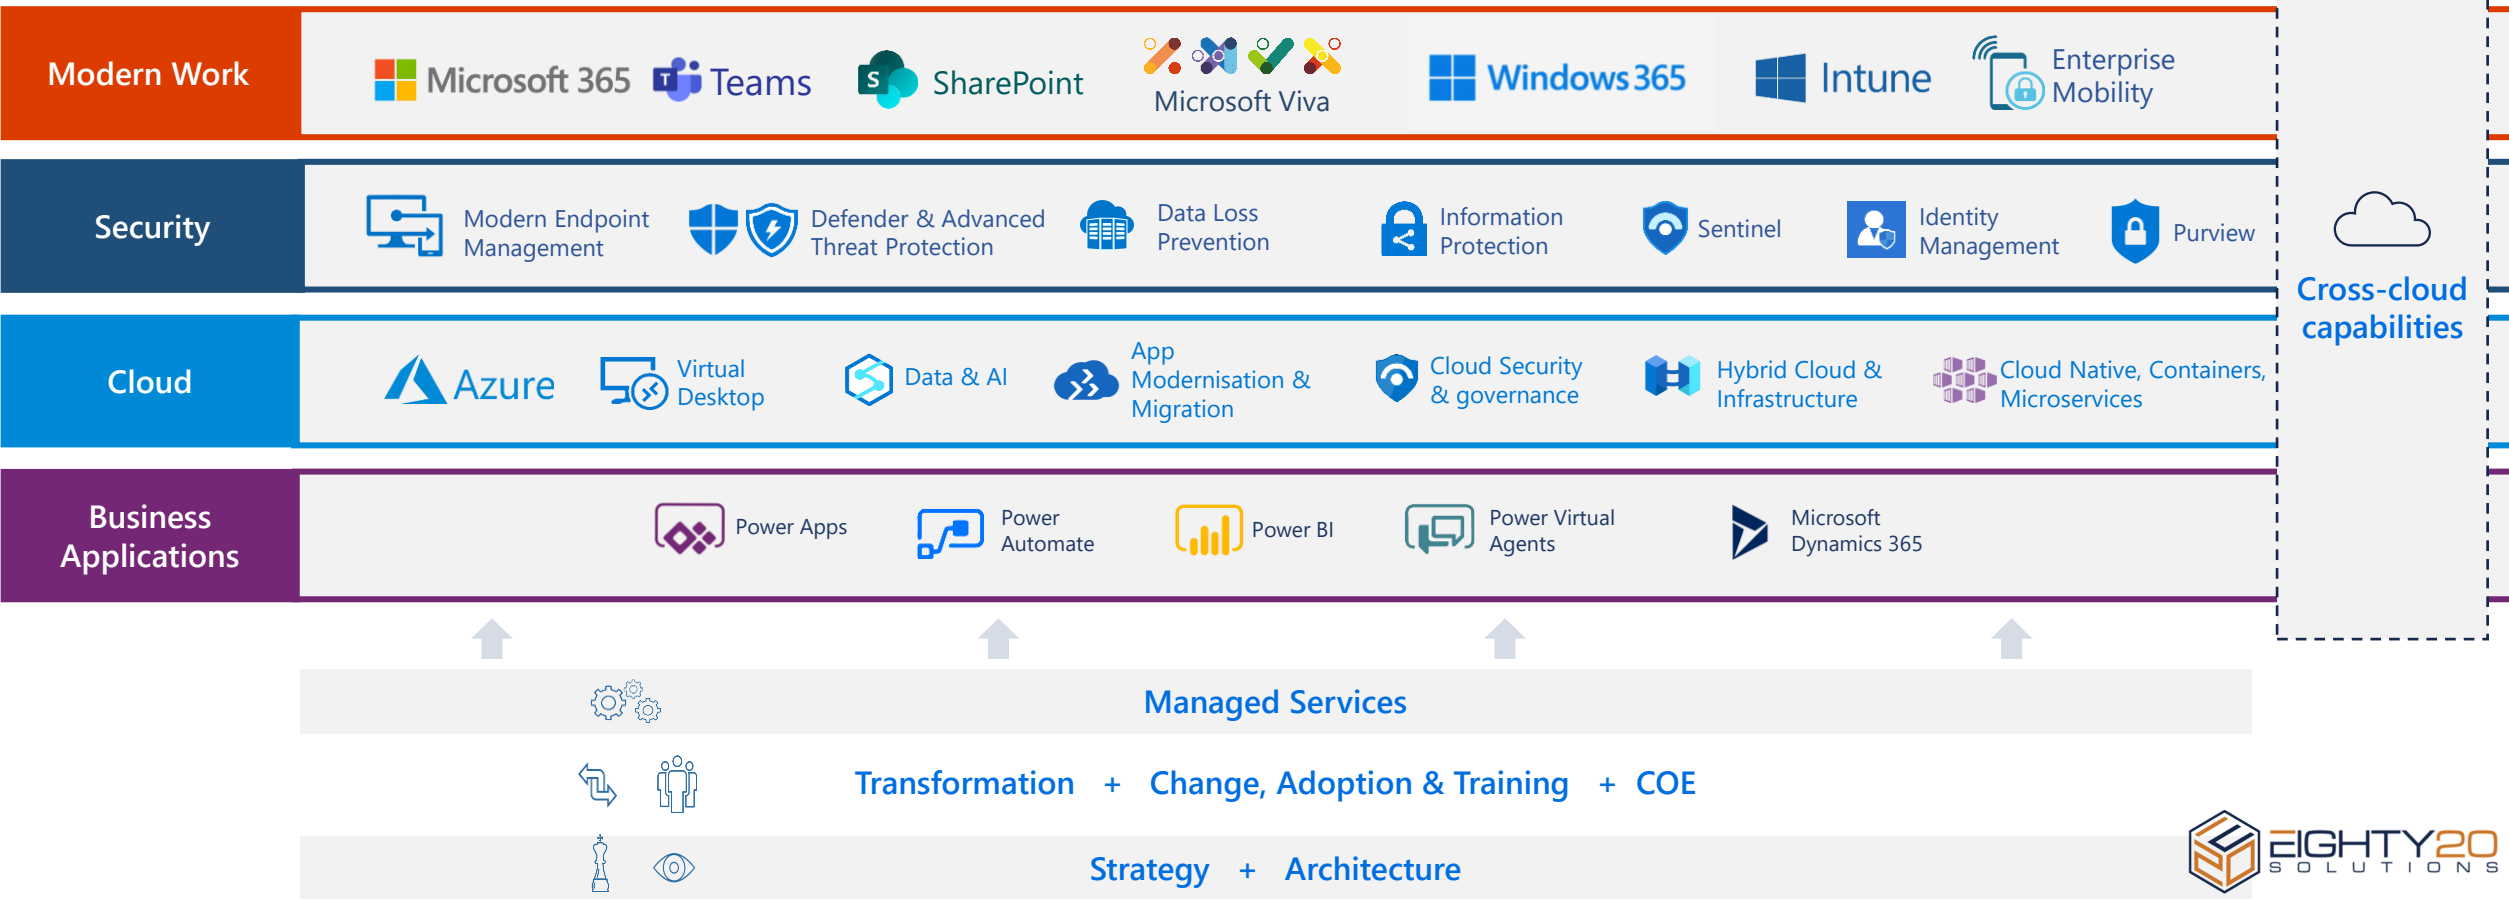 Modern Work
Microsoft 365
T
Teams
S
SharePoint
Microsoft Viva
Windows 365
Intune
Enterprise
Mobility
Security
Modern Endpoint
Management
Defender & Advanced
Threat Protection
Data Loss
Prevention
Information
Protection
Sentinel
Identity
Management
Purview
Cross-cloud
capabilities
Cloud
Azure
Virtual
Desktop
Data & AI
App
Modernisation &
Migration
Cloud Security
& governance
Hybrid Cloud &
Infrastructure
Cloud Native, Containers,
Microservices
Business
Applications
Power Apps
Power
Automate
Power BI
Power Virtual
Agents
Microsoft
Dynamics 365
Managed Services
Transformation + Change, Adoption & Training + COE
Strategy + Architecture
EIGHTY20
SOLUTIONS